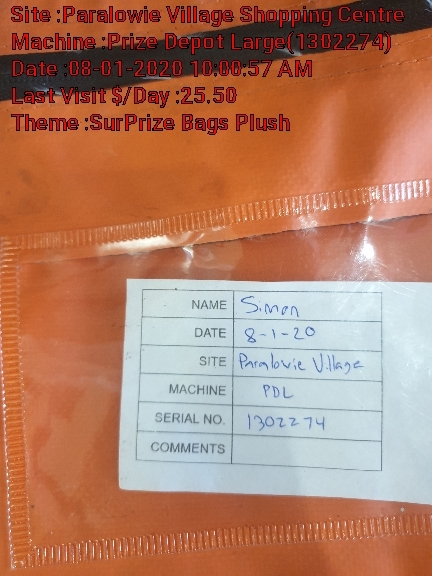 Site :Paralowie Village Shopping Centre
Machine :Prize Depot Large(1302274)
Date :08-01-2020 10:00:57 AM
Last Visit $/Day :25.50
Theme :SurPrize Bags Plush
NAME Simon
DATE 8-1-20
SITE Paralowie Village
MACHINE PDL
SERIAL NO. 1302274
COMMENTS